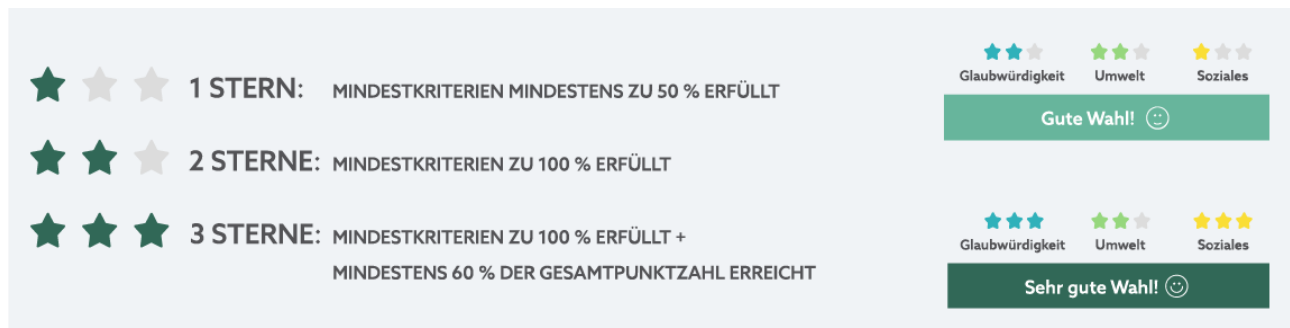 1 STERN: MINDESTKRITERIEN MINDESTENS ZU 50 % ERFÜLLT
2 STERNE: MINDESTKRITERIEN ZU 100 % ERFÜLLT
3 STERNE: MINDESTKRITERIEN ZU 100 % ERFÜLLT +
MINDESTENS 60 % DER GESAMTPUNKTZAHL ERREICHT
Glaubwürdigkeit Umwelt Soziales
Gute Wahl!
Glaubwürdigkeit Umwelt Soziales
Sehr gute Wahl!